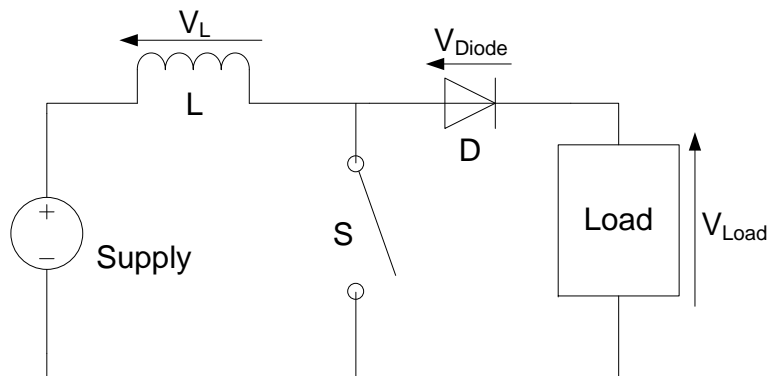 V_L
V_Diode
L
D
Load
V_Load
S
+
Supply
−